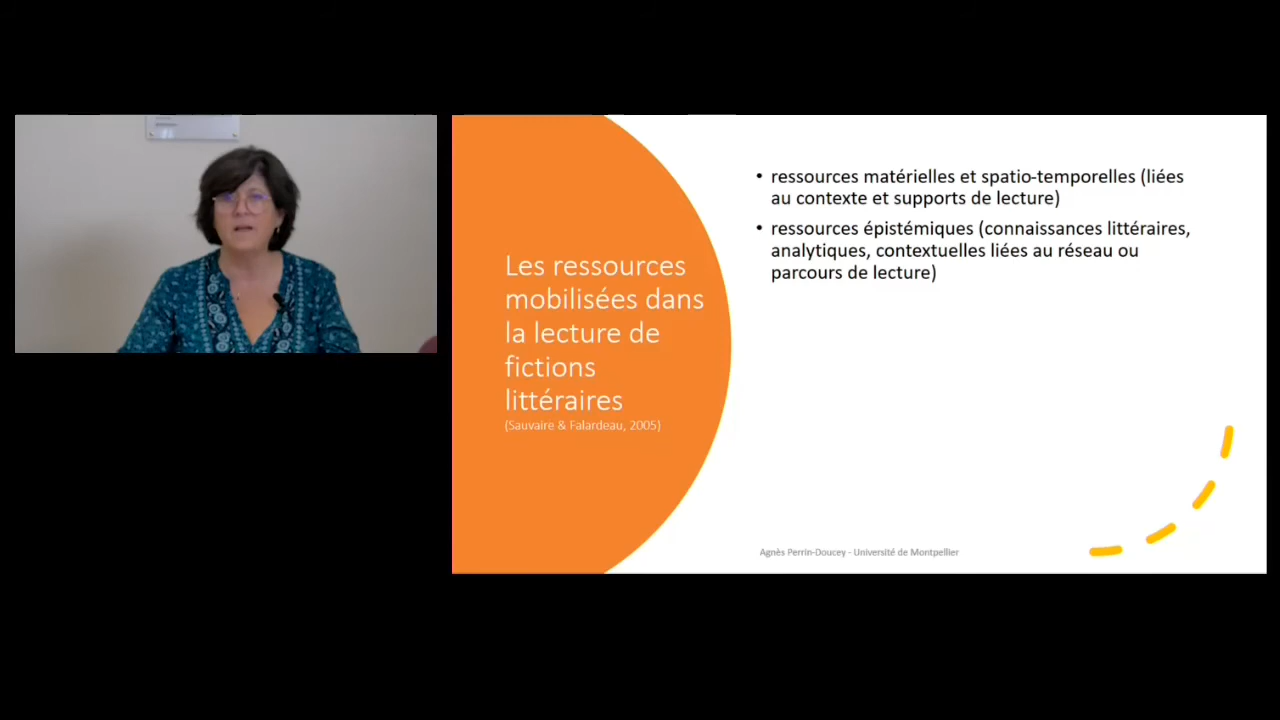 Les ressources
mobilisées dans
la lecture de
fictions
littéraires
(Sauvaire & Falardeau, 2005)
• ressources matérielles et spatio-temporelles (liées
au contexte et supports de lecture)
• ressources épistémiques (connaissances littéraires,
analytiques, contextuelles liées au réseau ou
parcours de lecture)
Agnès Perrin-Doucey - Université de Montpellier